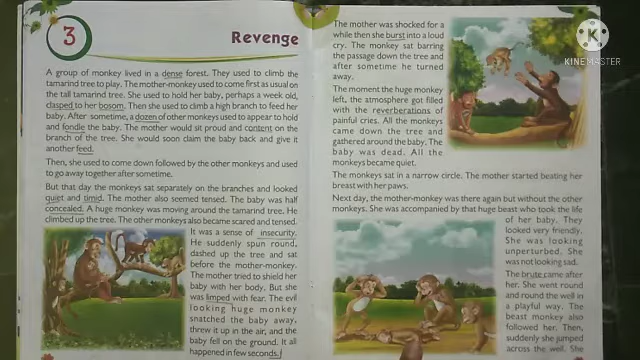 3
Revenge
A group of monkey lived in a dense forest. They used to climb the
tamarind tree to play. The mother-monkey used to come first as usual on
the tall tamarind tree. She used to hold her baby, perhaps a week old,
clasped to her bosom. Then she used to climb a high branch to feed her
baby. After sometime, a dozen of other monkeys used to appear to hold
and fondle the baby. The mother would sit proud and content on the
branch of the tree. She would soon claim the baby back and give it
another feed.
Then, she used to come down followed by the other monkeys and used
to go away together after sometime.
But that day the monkeys sat separately on the branches and looked
quiet and timid. The mother also seemed tensed. The baby was half
concealed. A huge monkey was moving around the tamarind tree. He
climbed up the tree. The other monkeys also became scared and tensed.
It was a sense of insecurity.
He suddenly spun round,
dashed up the tree and sat
before the mother-monkey.
The mother tried to shield her
baby with her body. But she
was limped with fear. The evil
looking huge monkey
snatched the baby away,
threw it up in the air, and the
baby fell on the ground. It all
happened in few seconds.
The mother was shocked for a
while then she burst into a loud
cry. The monkey sat barring
the passage down the tree and
after sometime he turned
away.
The moment the huge monkey
left, the atmosphere got filled
with the reverberations of
painful cries. All the monkeys
came down the tree and
gathered around the baby. The
baby was dead. All the
monkeys became quiet.
The monkeys sat in a narrow circle. The mother started beating her
breast with her paws.
Next day, the mother-monkey was there again but without the other
monkeys. She was accompanied by that huge beast who took the life
of her baby. They
looked very friendly.
She was looking
unperturbed. She
was not looking sad.
The brute came after
her. She went round
and round the well in
a playful way. The
beast monkey also
followed her. Then,
suddenly she jumped
across the well. She
K
KINEMASTER